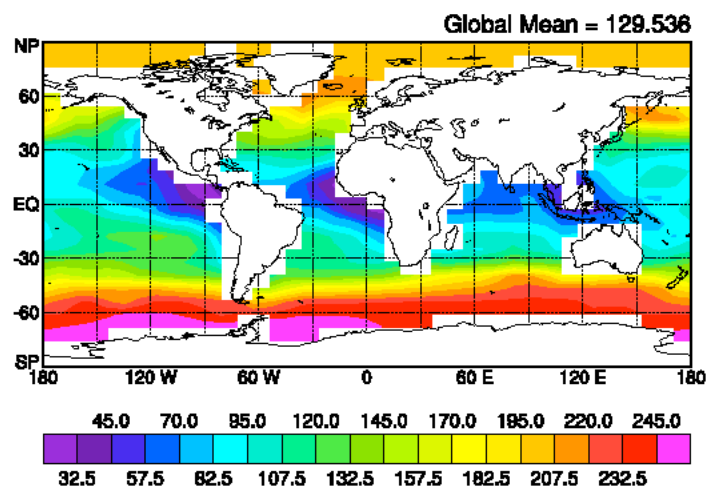 Global Mean = 129.536
NP
60
30
EQ
-30
-60
SP
180 120 W 60 W 0 60 E 120 E 180
45.0 70.0 95.0 120.0 145.0 170.0 195.0 220.0 245.0
32.5 57.5 82.5 107.5 132.5 157.5 182.5 207.5 232.5